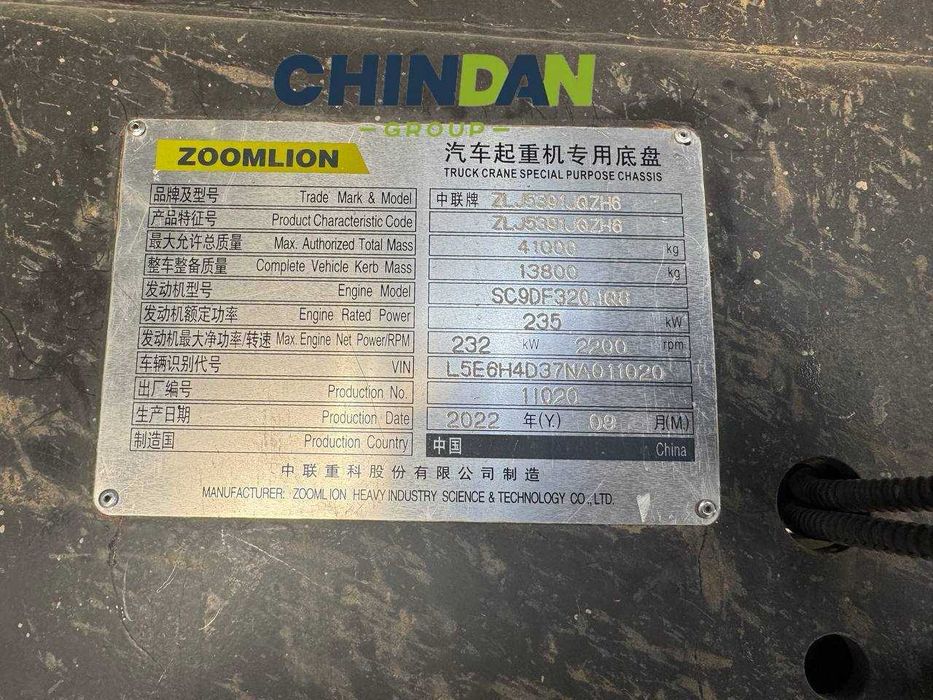 CHINDAN
GROUP
ZOOMLION
汽车起重机专用底盘
TRUCK CRANE SPECIAL PURPOSE CHASSIS
品牌及型号 Trade Mark & Model 中联牌 ZLJ5391JQZH6
产品特征号 Product Characteristic Code ZLJ5391JQZH6
最大允许总质量 Max. Authorized Total Mass 41000 kg
整车整备质量 Complete Vehicle Kerb Mass 13800 kg
发动机型号 Engine Model
发动机额定功率 Engine Rated Power 235 kW
发动机最大净功率/转速 Max. Engine Net Power/RPM 232 kW 2200 rpm
车辆识别代号 VIN L5E6H4D37NA011020
出厂编号 Production No. 11020
生产日期 Production Date 2022 年(Y.) 09 月(M.)
制造国 Production Country 中国 China
中联重科股份有限公司制造
MANUFACTURER: ZOOMLION HEAVY INDUSTRY SCIENCE & TECHNOLOGY CO., LTD.